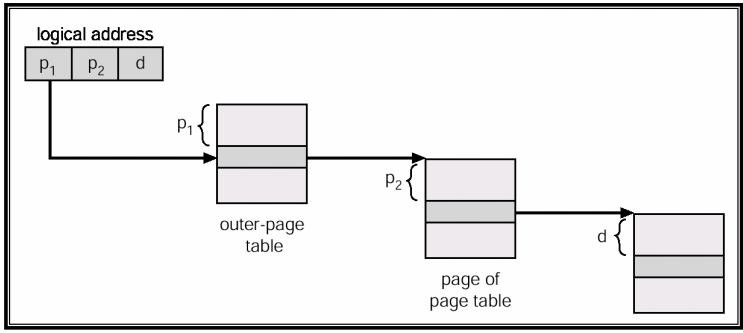 logical address
p₁ p₂ d
p₁
outer-page
table
p₂
page of
page table
d